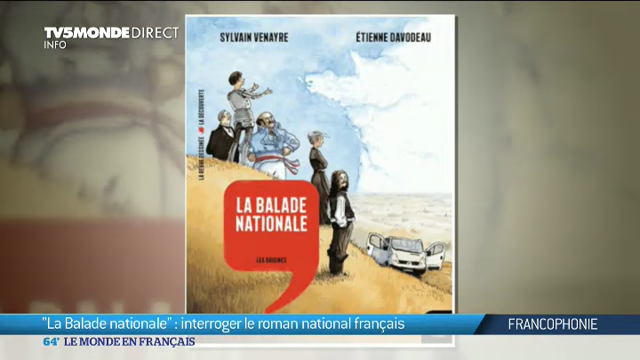 TV5MONDE DIRECT
INFO
SYLVAIN VENAYRE ÉTIENNE DAVODEAU
LA REVUE DESSINÉE LA DÉCOUVERTE
LA BALADE
NATIONALE
LES ORIGINES
"La Balade nationale" : interroger le roman national français FRANCOPHONIE
64' LE MONDE EN FRANÇAIS